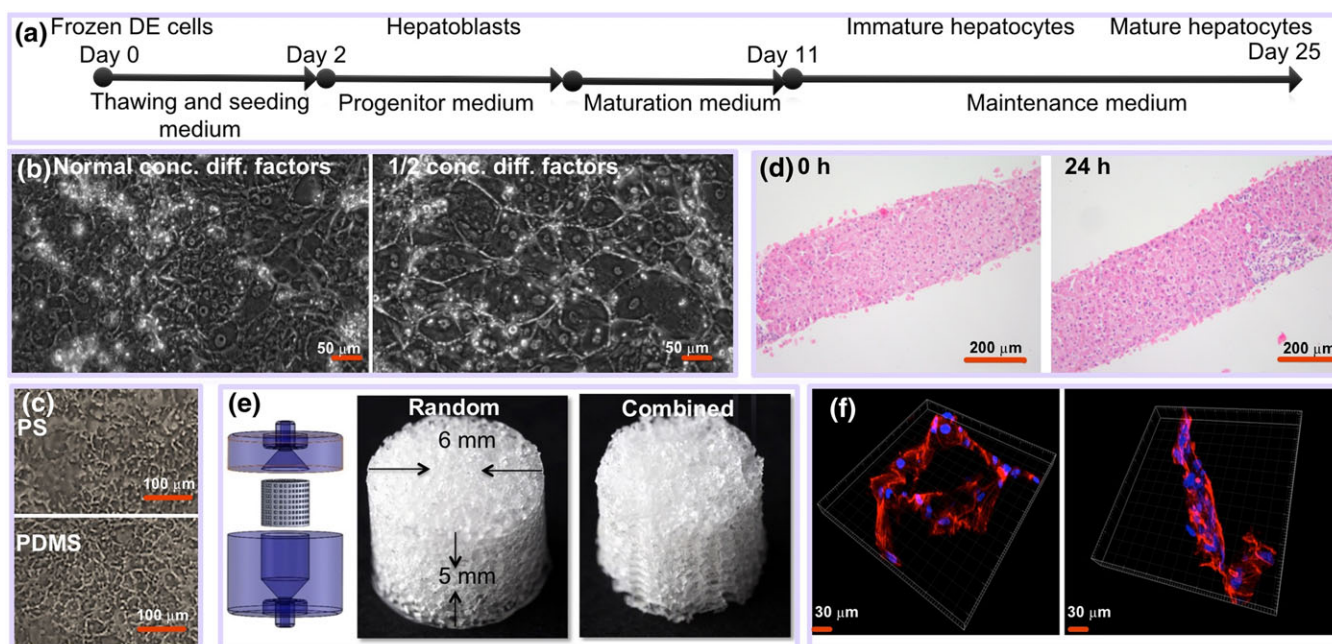 (a)
Frozen DE cells
Hepatoblasts
Immature hepatocytes
Mature hepatocytes
Day 0
Day 2
Day 11
Day 25
Thawing and seeding
medium
Progenitor medium
Maturation medium
Maintenance medium
(b)
Normal conc. diff. factors
1/2 conc. diff. factors
50 μm
50 μm
(d)
0 h
24 h
200 μm
200 μm
(c)
PS
100 μm
PDMS
100 μm
(e)
Random
Combined
6 mm
5 mm
(f)
30 μm
30 μm